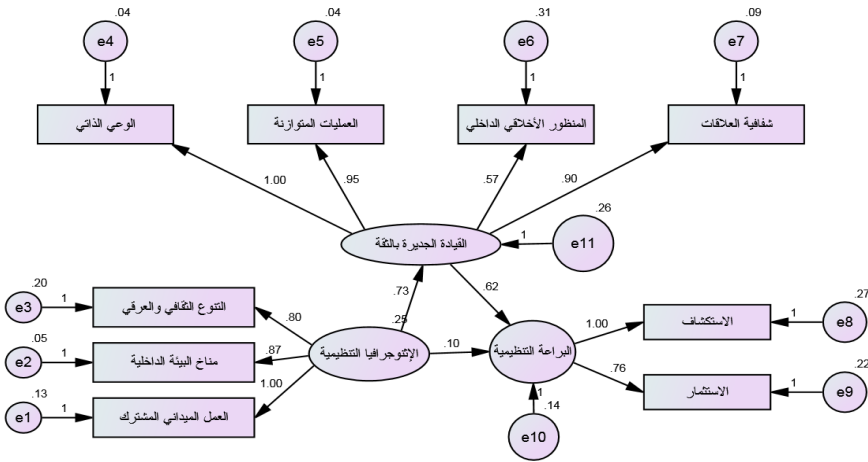 .04 .04 .31 .09
e4 e5 e6 e7
1 1 1 1
الوعي الذاتي العمليات المتوازنة المنظور الأخلاقي الداخلي شفافية العلاقات
1.00 .95 .57 .90
.26
القيادة الجديرة بالثقة 1 e11
.20
e3 1 التنوع الثقافي والعرقي .80 .73 .62
.25
.27
1.00 الاستكشاف 1 e8
.05
e2 1 مناخ البيئة الداخلية .87 الإثنوجرافيا التنظيمية .10 البراعة التنظيمية
.22
.76 الاستثمار 1 e9
.13
e1 1 العمل الميداني المشترك 1.00
1
.14
e10